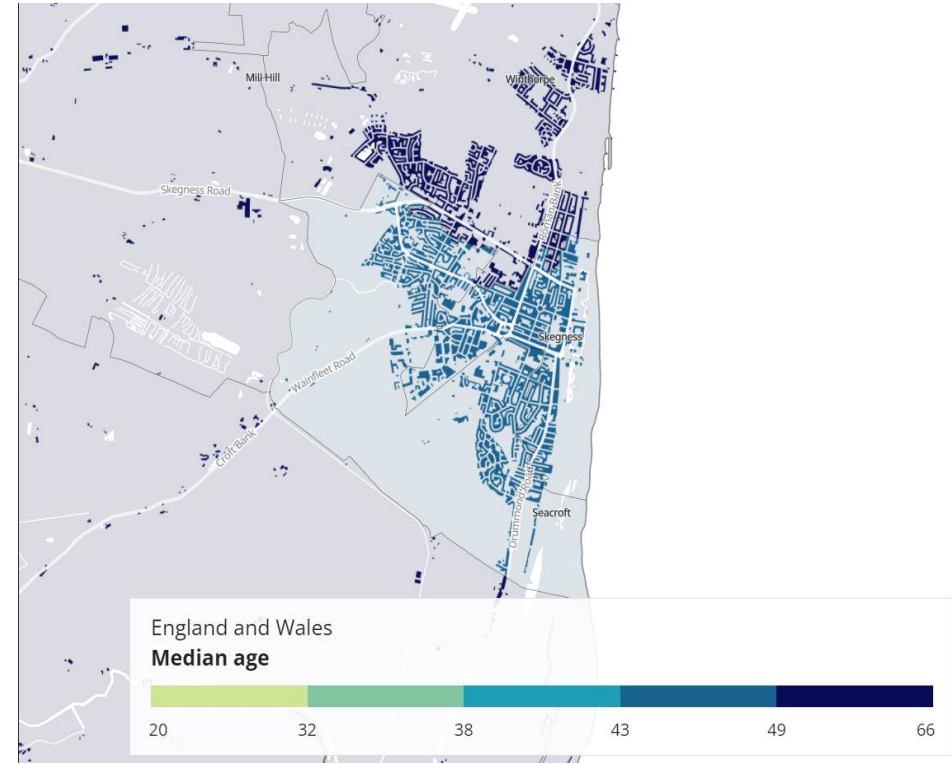 Mill Hill
Winthorpe
Skegness Road
Roman Bank
Skegness
Wainfleet Road
Croft Bank
Drummond Road
Seacroft
England and Wales
Median age
20 32 38 43 49 66